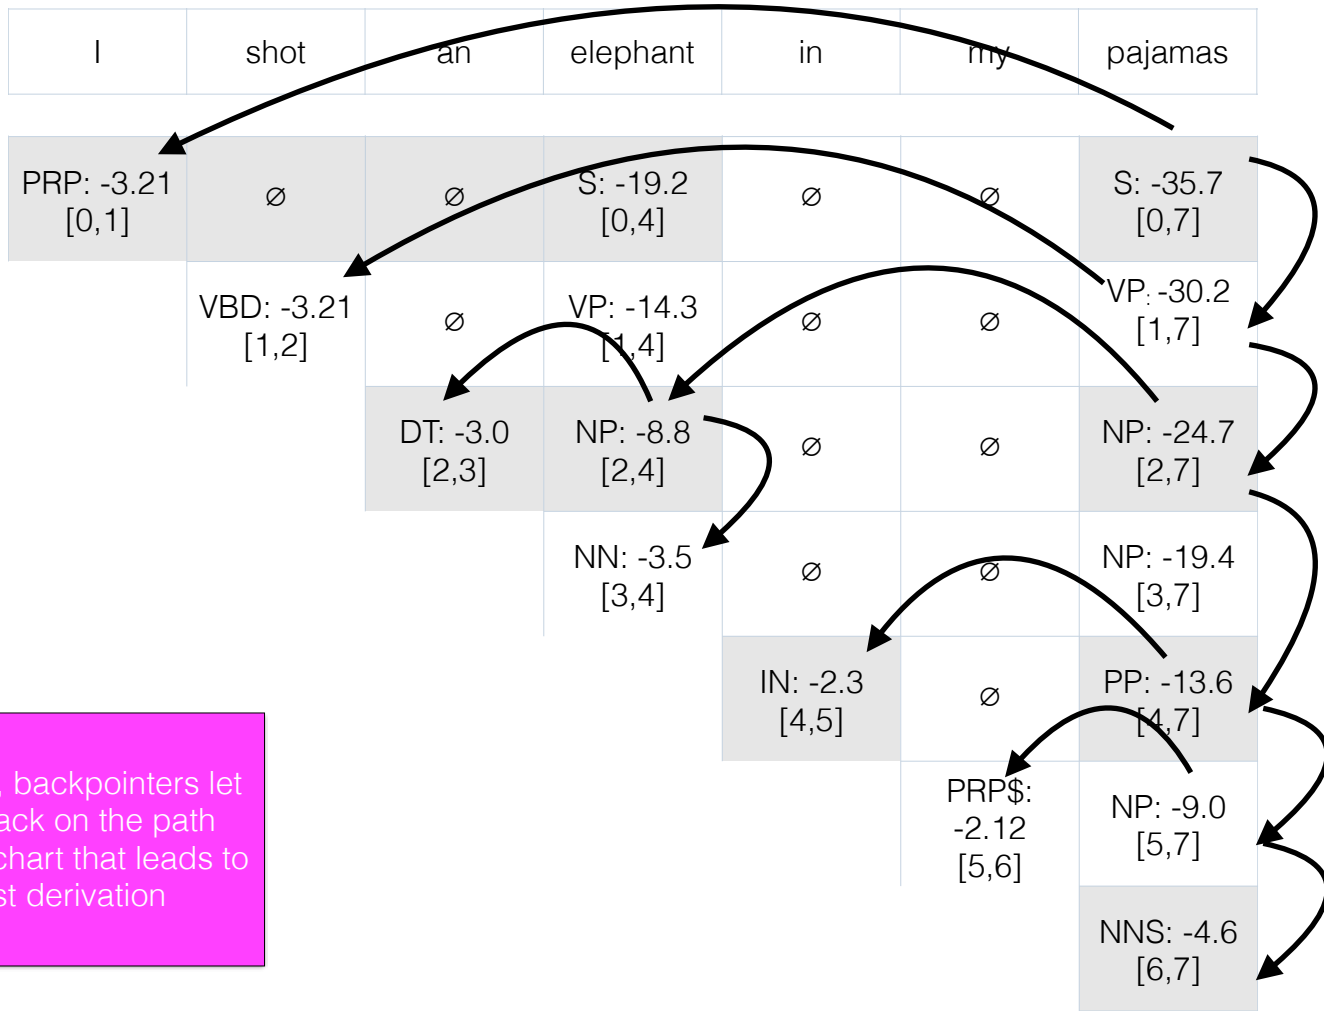 I shot an elephant in my pajamas
PRP: -3.21 ∅ ∅ S: -19.2 ∅ ∅ S: -35.7
[0,1] [0,4] [0,7]
VBD: -3.21 ∅ VP: -14.3 ∅ ∅ VP: -30.2
[1,2] [1,4] [1,7]
DT: -3.0 NP: -8.8 ∅ ∅ NP: -24.7
[2,3] [2,4] [2,7]
NN: -3.5 ∅ ∅ NP: -19.4
[3,4] [3,7]
IN: -2.3 ∅ PP: -13.6
[4,5] [4,7]
PRP$: NP: -9.0
-2.12 [5,7]
[5,6]
NNS: -4.6
[6,7]
, backpointers let
ack on the path
chart that leads to
st derivation